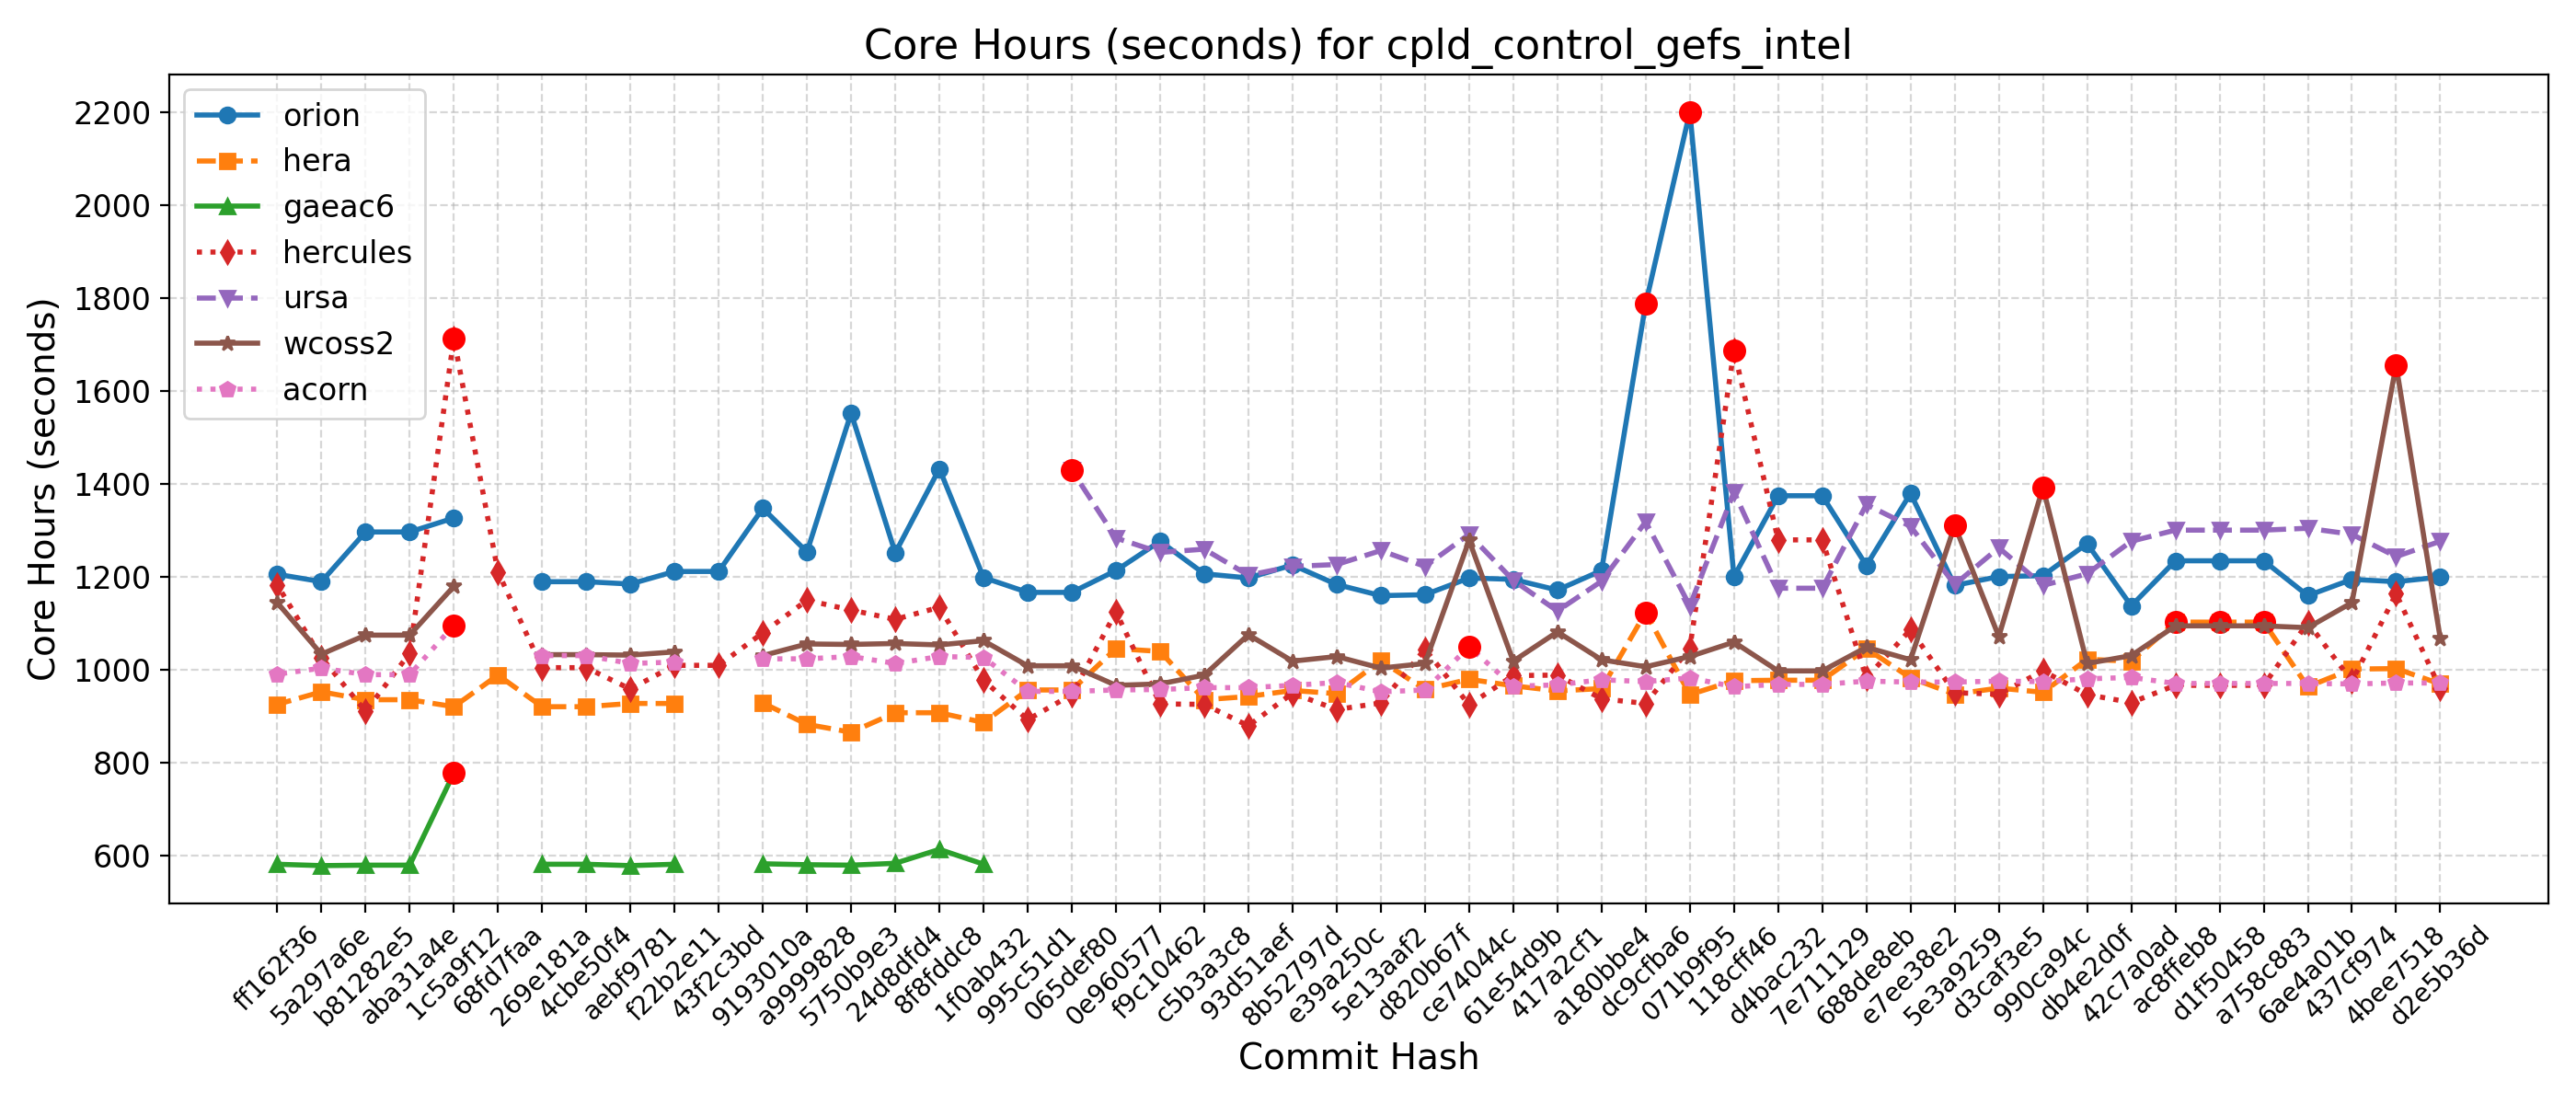 Core Hours (seconds) for cpld_control_gefs_intel
Core Hours (seconds)
2200
2000
1800
1600
1400
1200
1000
800
600
orion
hera
gaeac6
hercules
ursa
wcoss2
acorn
ff162f36
5a297a6e
b81282e5
aba31a4e
1c5a9f12
68fd7faa
269e181a
4cbe50f4
aebf9781
f22b2e11
43f2c3bd
9193010a
a9999828
5750b9e3
24d8dfd4
8f8fddc8
1f0ab432
995c51d1
065def80
0e960577
f9c10462
c5b3a3c8
93d51aef
8b52797d
e39a250c
5e13aaf2
d820b67f
ce74044c
61e54d9b
417a2cf1
a180bbe4
dc9cfba6
071b9f95
118cff46
d4bac232
7e711129
688de8eb
e7ee38e2
5e3a9259
d3caf3e5
990ca94c
db4e2d0f
42c7a0ad
ac8ffeb8
d1f50458
a758c883
6ae4a01b
437cf974
4bee7518
d2e5b36d
Commit Hash